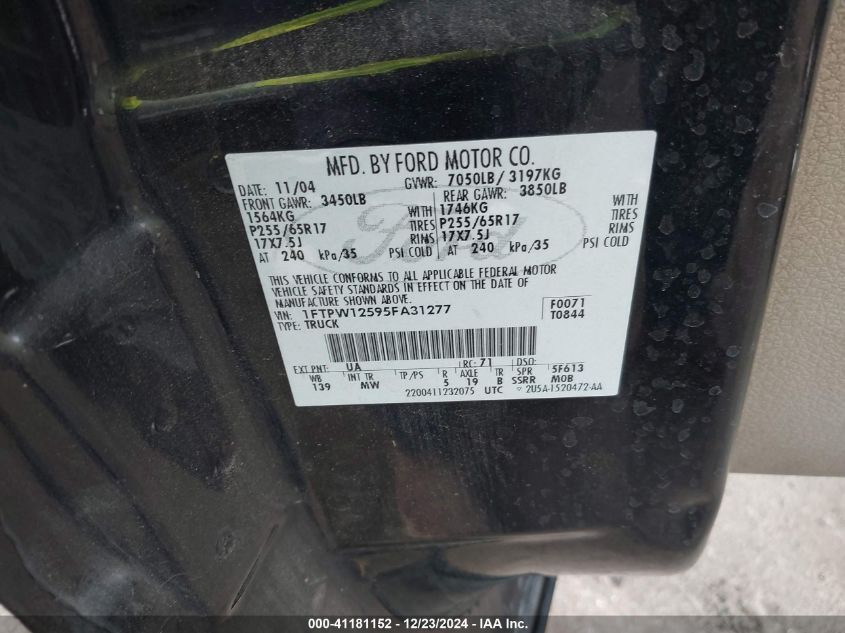 MFD. BY FORD MOTOR CO.
DATE: 11/04 GVWR: 7050LB/ 3197KG
FRONT GAWR: 3450LB REAR GAWR: 3850LB
1564KG WITH 1746KG WITH
P255/65R17 TIRES P255/65R17 TIRES
17X7.5J RIMS 17X7.5J RIMS
AT 240 kPa/35 PSI COLD AT 240 kPa/35 PSI COLD
Ford
THIS VEHICLE CONFORMS TO ALL APPLICABLE FEDERAL MOTOR
VEHICLE SAFETY STANDARDS IN EFFECT ON THE DATE OF
MANUFACTURE SHOWN ABOVE.
VIN: 1FTPW12595FA31277 F0071
TYPE: TRUCK T0844
EXT PNT: UA RC: 71 DSO:
WB INT TR TP/PS R AXLE TR SPR 5F613
139 MW 5 19 B SSRR MOB
2200411232075 UTC 2U5A-1520472-AA
000-41181152 - 12/23/2024 - IAA Inc.